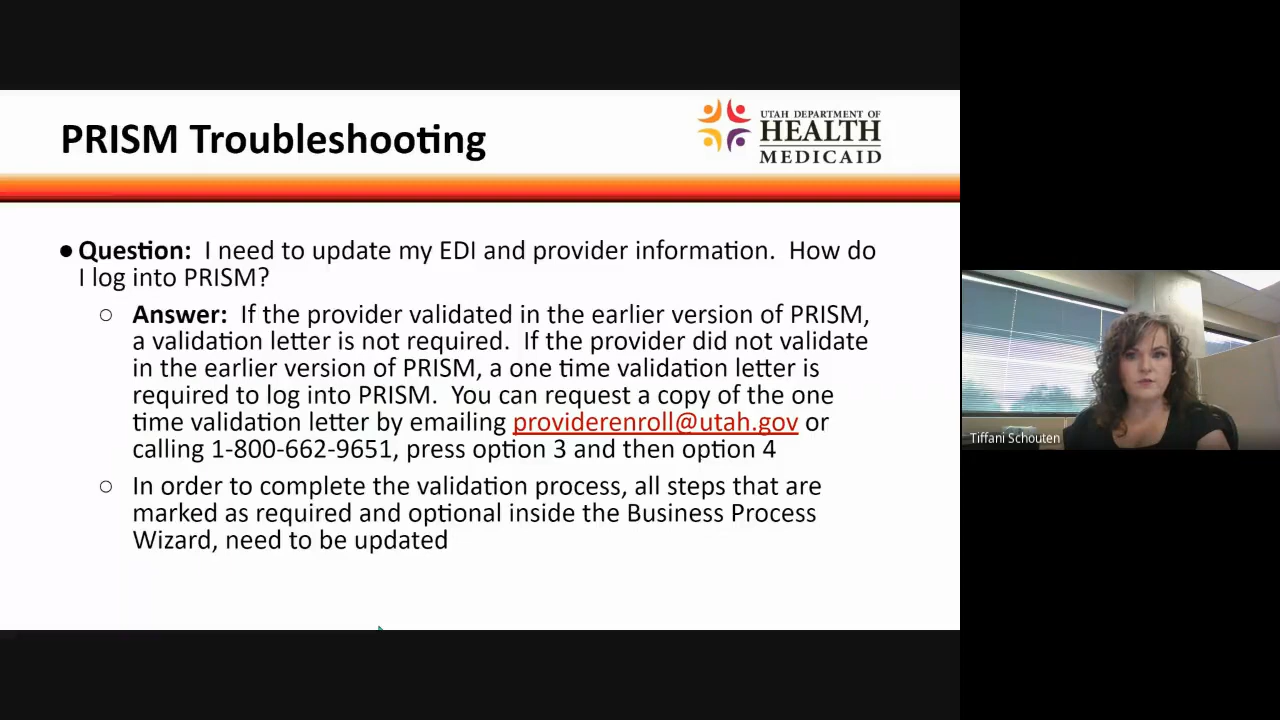 PRISM Troubleshooting
UTAH DEPARTMENT OF
HEALTH
MEDICAID
● Question: I need to update my EDI and provider information. How do
I log into PRISM?
○ Answer: If the provider validated in the earlier version of PRISM,
a validation letter is not required. If the provider did not validate
in the earlier version of PRISM, a one time validation letter is
required to log into PRISM. You can request a copy of the one
time validation letter by emailing providerenroll@utah.gov or
calling 1-800-662-9651, press option 3 and then option 4
○ In order to complete the validation process, all steps that are
marked as required and optional inside the Business Process
Wizard, need to be updated
Tiffani Schouten